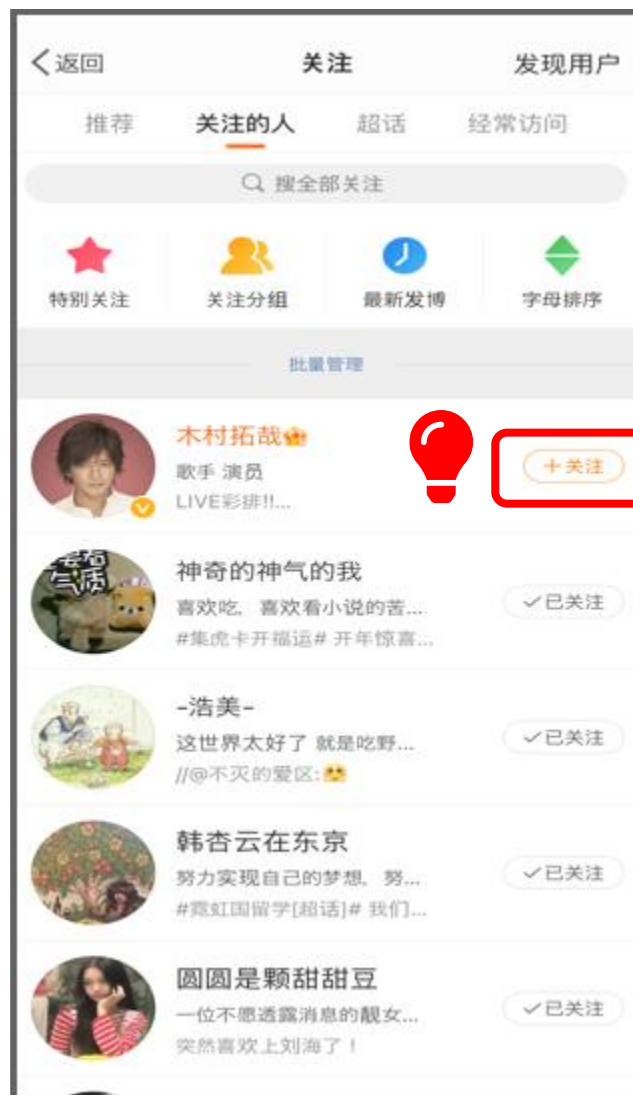 返回 关注 发现用户
推荐 关注的人 超话 经常访问
搜全部关注
特别关注 关注分组 最新发博 字母排序
批量管理
木村拓哉
歌手 演员
LIVE彩排!!...
+关注
神奇的神气的我
喜欢吃，喜欢看小说的苦...
#集虎卡开福运# 开年惊喜...
已关注
-浩美-
这世界太好了 就是吃野...
//@不灭的爱区:
已关注
韩杏云在东京
努力实现自己的梦想，努...
#霓虹国留学[超话]# 我们...
已关注
圆圆是颗甜甜豆
一位不愿透露消息的靓女...
突然喜欢上刘海了！
已关注